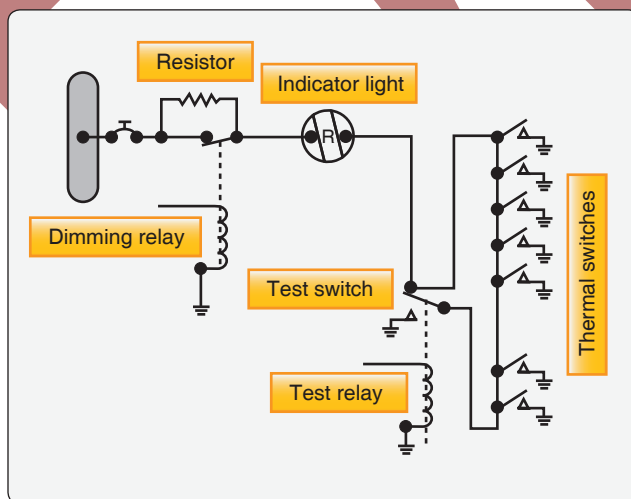 Resistor
Indicator light
R
Dimming relay
Test switch
Thermal switches
Test relay